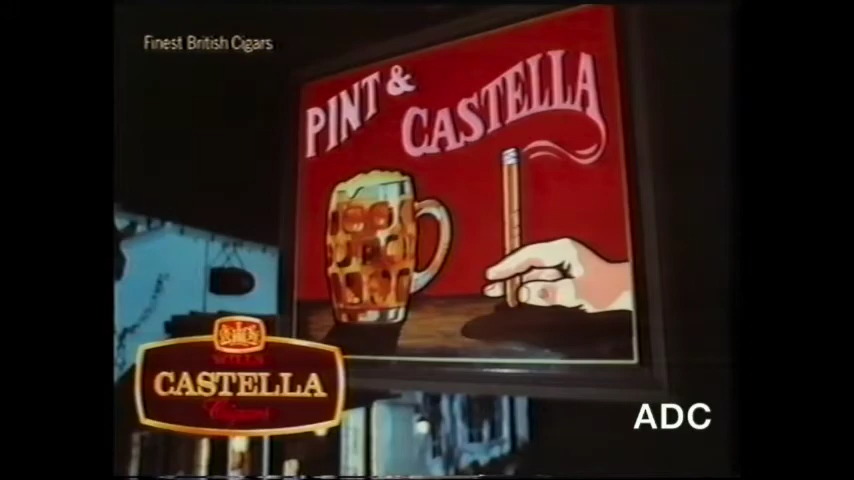 Finest British Cigars
PINT &
CASTELLA
WILLS
CASTELLA
Cigars
ADC